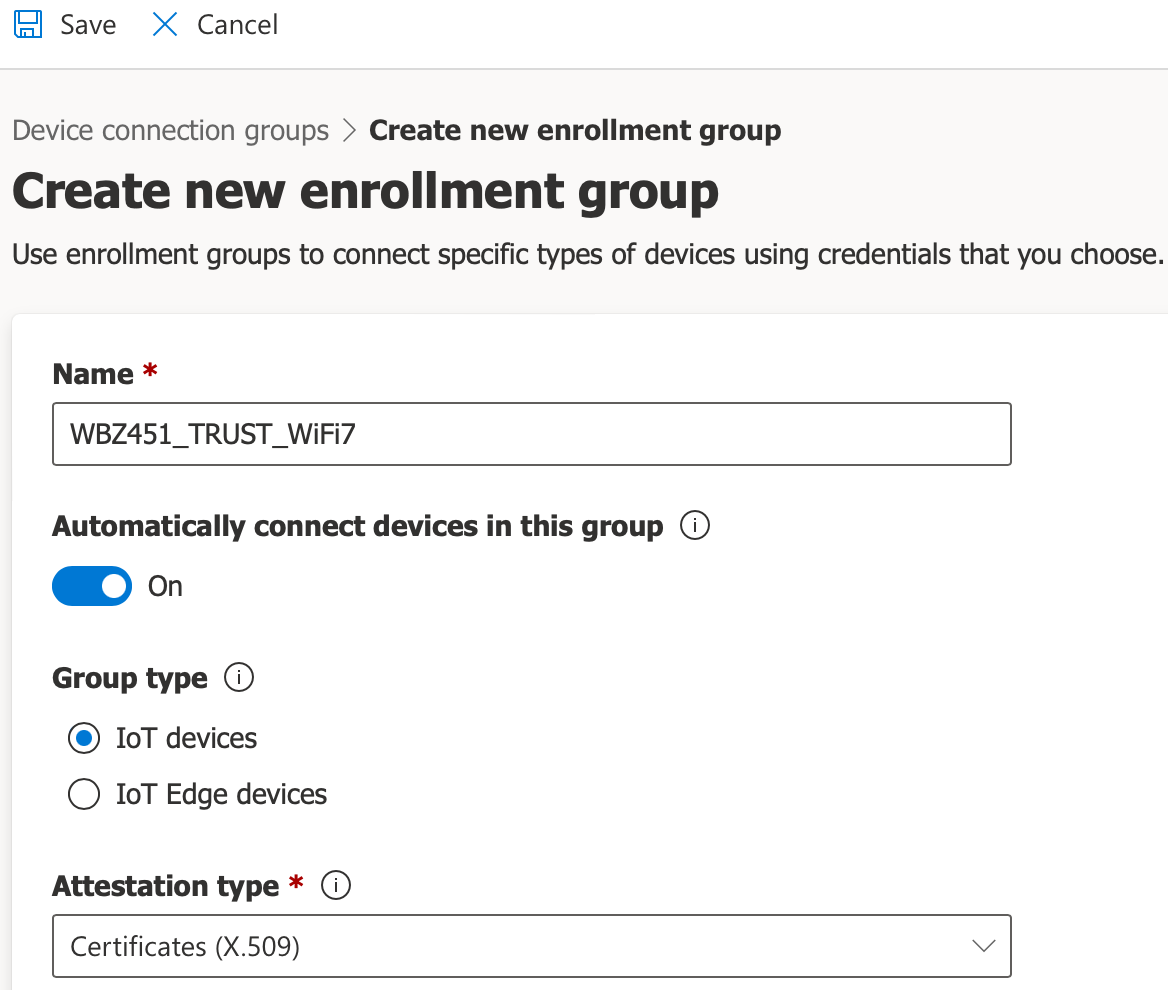 Save Cancel
Device connection groups > Create new enrollment group
Create new enrollment group
Use enrollment groups to connect specific types of devices using credentials that you choose.
Name *
WBZ451_TRUST_WiFi7
Automatically connect devices in this group
On
Group type
IoT devices
IoT Edge devices
Attestation type *
Certificates (X.509)